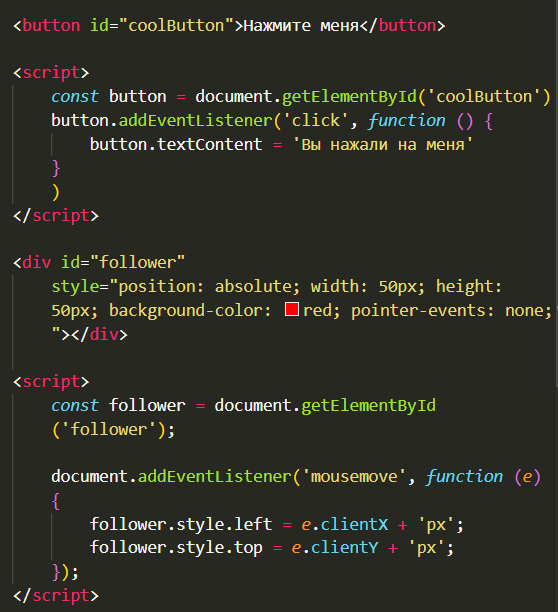 <button id="coolButton">Нажмите меня</button>
<script>
const button = document.getElementById('coolButton')
button.addEventListener('click', function () {
button.textContent = 'Вы нажали на меня'
}
)
</script>
<div id="follower"
style="position: absolute; width: 50px; height:
50px; background-color: red; pointer-events: none;
"></div>
<script>
const follower = document.getElementById
('follower');
document.addEventListener('mousemove', function (e)
{
follower.style.left = e.clientX + 'px';
follower.style.top = e.clientY + 'px';
});
</script>